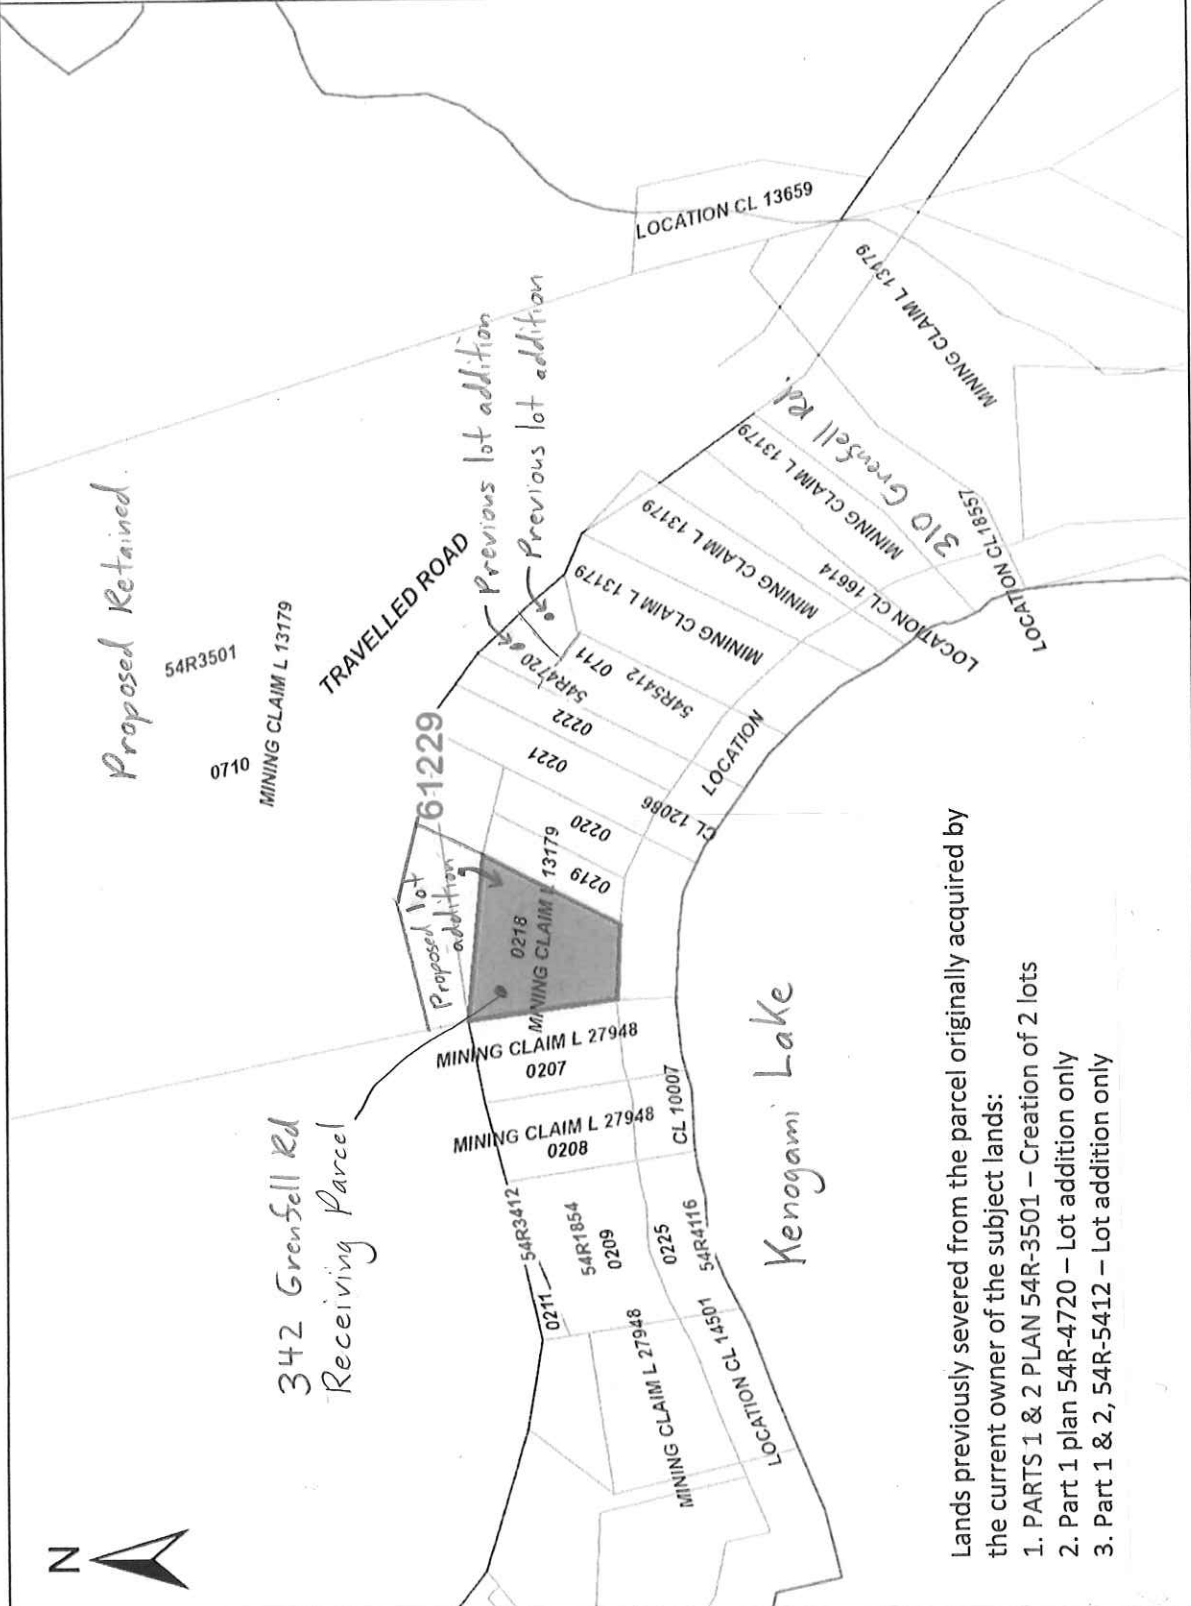 N
Proposed Retained.
54R3501
0710
MINING CLAIM L 13179
TRAVELLED ROAD
Previous lot addition
Previous lot addition
LOCATION CL 13659
342 Grenfell Rd
Receiving Parcel
Proposed lot
addition
61229
0218
MINING CLAIM L 13179
0219
0220
0221
0222
54R4720
0711
54R5412
MINING CLAIM L 13179
MINING CLAIM L 13179
MINING CLAIM L 13179
310 Grenfell Rd.
MINING CLAIM L 13179
LOCATION
CL 12086
LOCATION CL 16614
LOCATION CL 18557
MINING CLAIM L 27948
0207
MINING CLAIM L 27948
0208
CL 10007
54R3412
0211
54R1854
0209
0225
54R4116
MINING CLAIM L 27948
LOCATION CL 14501
Kenogami Lake
Lands previously severed from the parcel originally acquired by
the current owner of the subject lands:
1. PARTS 1 & 2 PLAN 54R-3501 – Creation of 2 lots
2. Part 1 plan 54R-4720 – Lot addition only
3. Part 1 & 2, 54R-5412 – Lot addition only